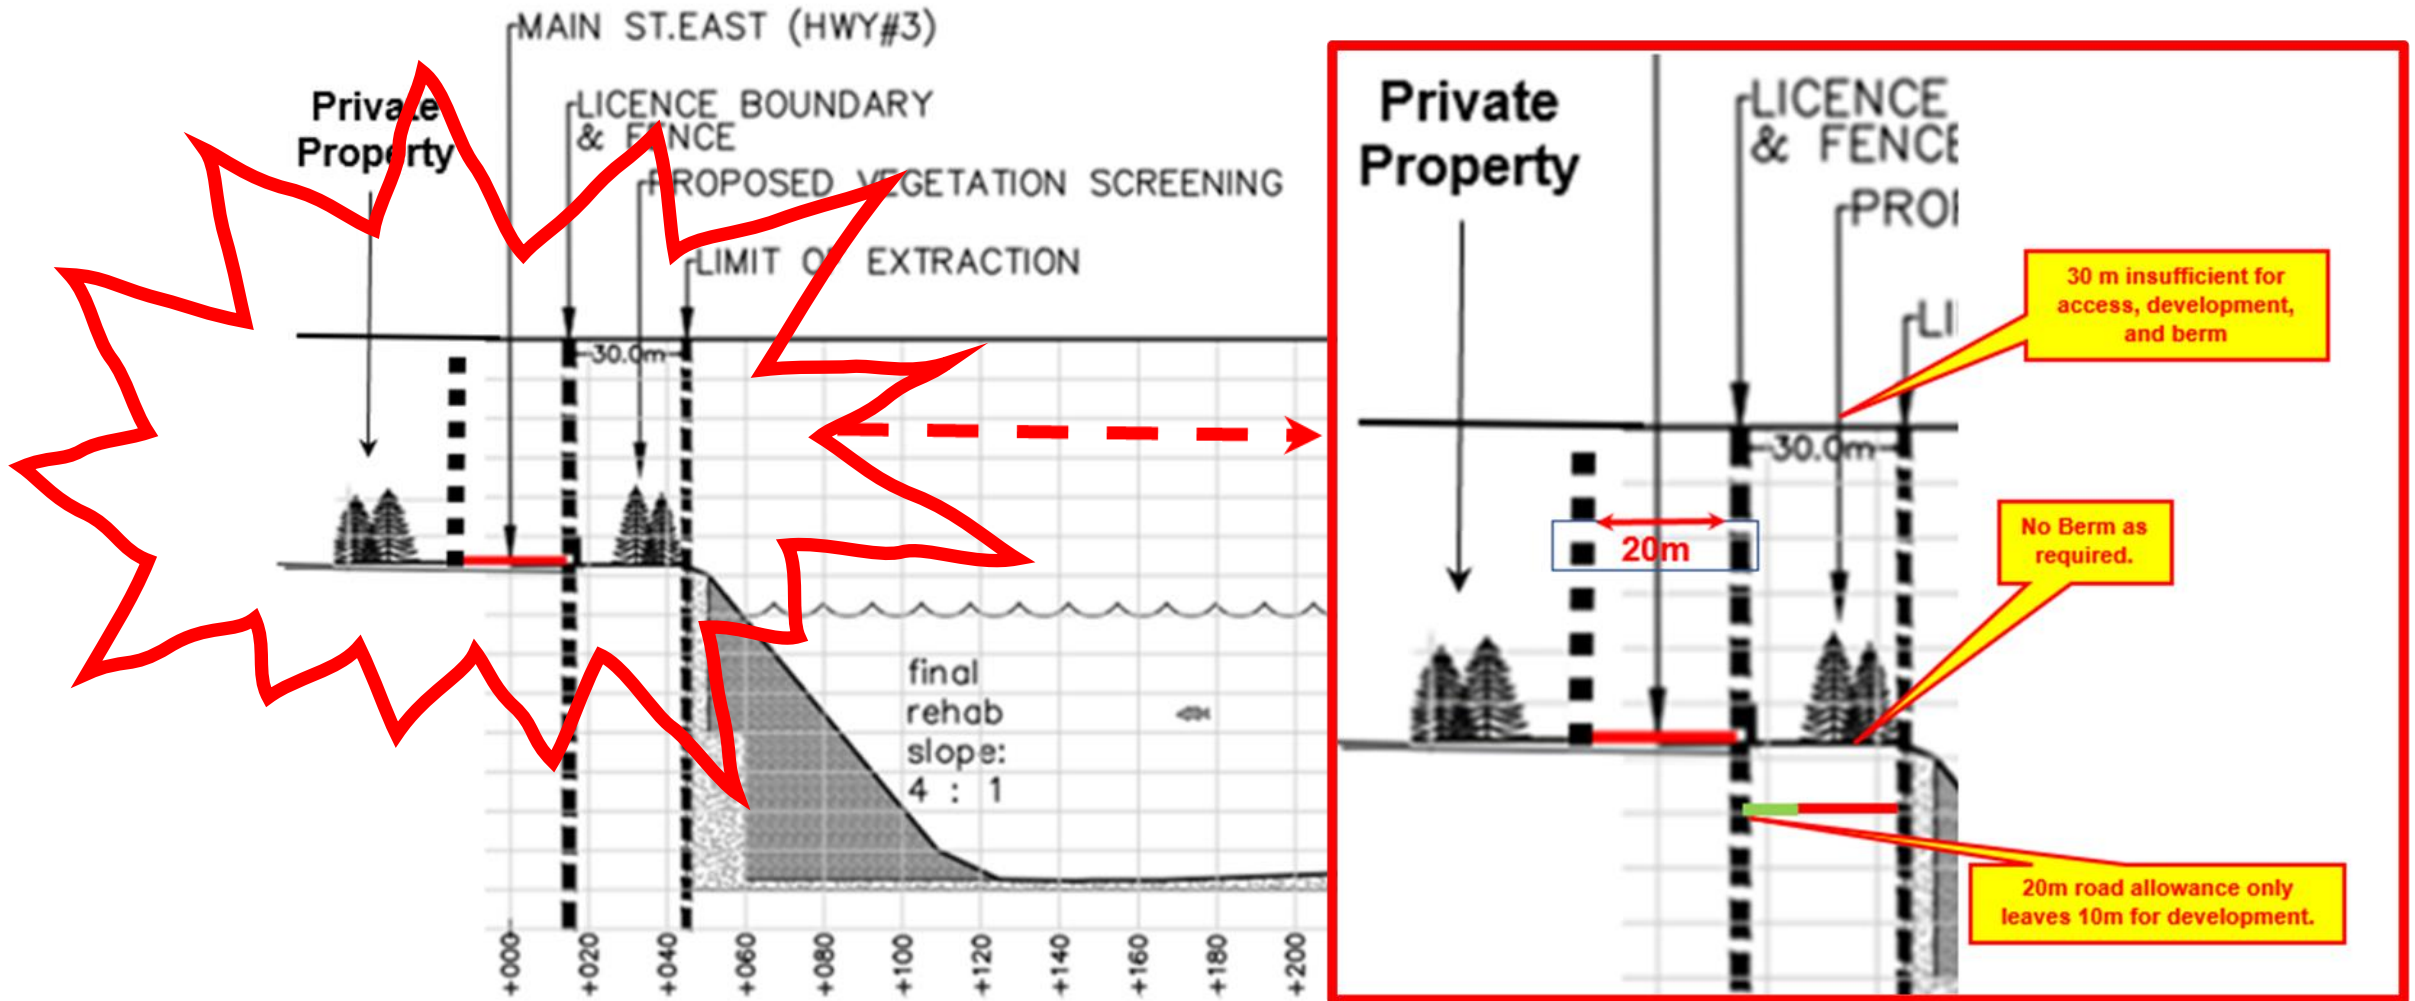 MAIN ST.EAST (HWY#3)
Private
Property
LICENCE BOUNDARY
& FENCE
PROPOSED VEGETATION SCREENING
LIMIT OF EXTRACTION
30.0m
final
rehab
slope:
4 : 1
+000
+020
+040
+060
+080
+100
+120
+140
+160
+180
+200
Private
Property
LICENCE
& FENCE
PRO
LI
30 m insufficient for
access, development,
and berm
30.0m
20m
No Berm as
required.
20m road allowance only
leaves 10m for development.